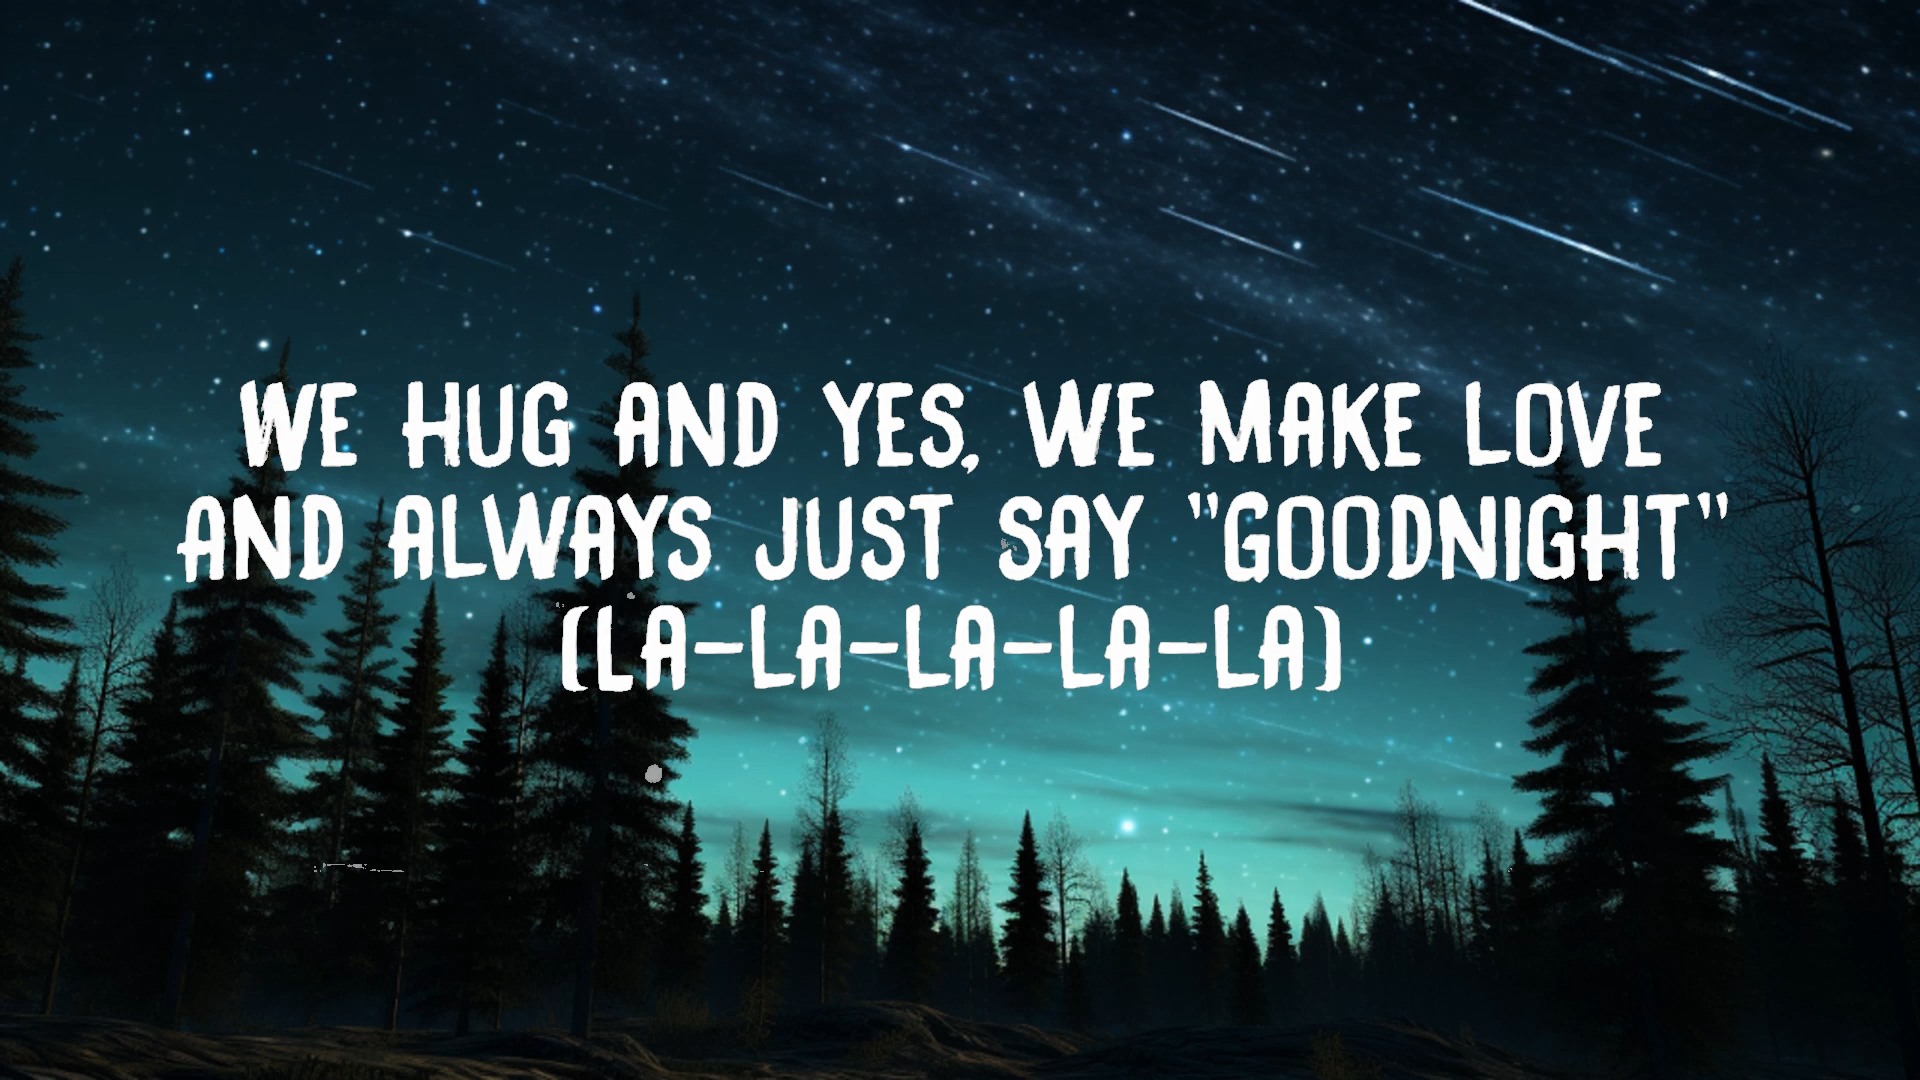 WE HUG AND YES, WE MAKE LOVE
AND ALWAYS JUST SAY "GOODNIGHT"
(LA-LA-LA-LA-LA)